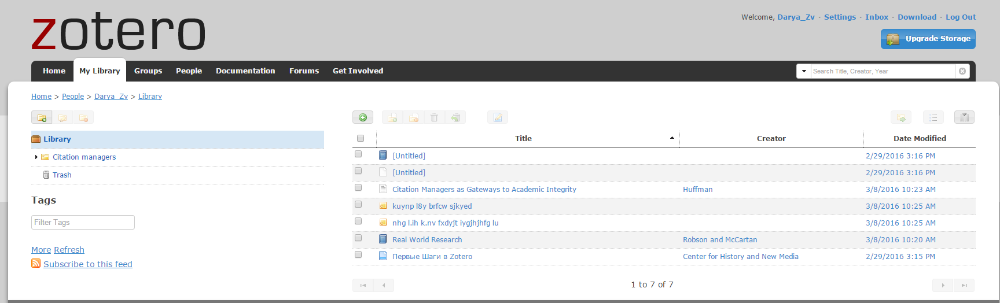 zotero
Welcome, Darya_Zv · Settings · Inbox · Download · Log Out
Upgrade Storage
Home My Library Groups People Documentation Forums Get Involved
Search Title, Creator, Year
Home > People > Darya_Zv > Library
Library
Citation managers
Trash
Tags
Filter Tags
More Refresh
Subscribe to this feed
Title Creator Date Modified
[Untitled] 2/29/2016 3:16 PM
[Untitled] 2/29/2016 3:16 PM
Citation Managers as Gateways to Academic Integrity Huffman 3/8/2016 10:23 AM
kuynp l8y brfcw sjkyed 3/8/2016 10:25 AM
nhg l.ih k.nv fxdyjt iygjhjhfg lu 3/8/2016 10:25 AM
Real World Research Robson and McCartan 3/8/2016 10:20 AM
Первые Шаги в Zotero Center for History and New Media 2/29/2016 3:15 PM
1 to 7 of 7